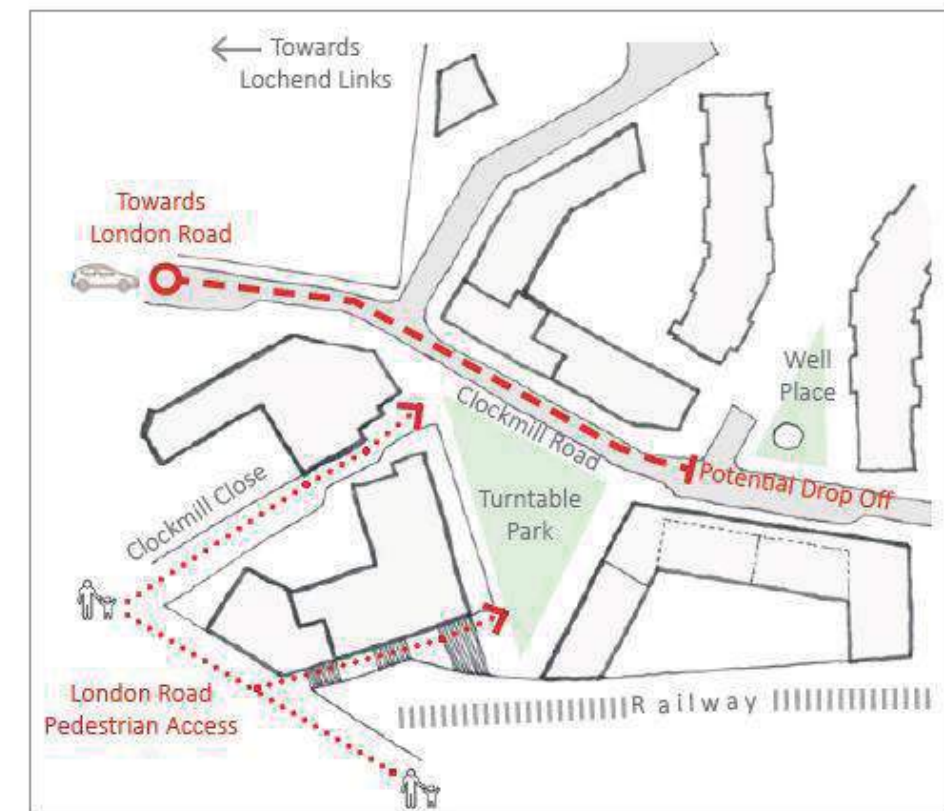 Towards
Lochend Links
Towards
London Road
Well
Place
Clockmill Road
Potential Drop Off
Turntable
Park
Clockmill Close
London Road
Pedestrian Access
Railway